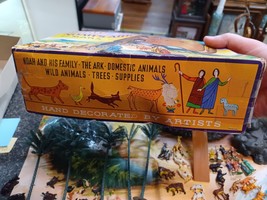 NOAH AND HIS FAMILY · THE ARK · DOMESTIC ANIMALS
WILD ANIMALS · TREES · SUPPLIES
HAND DECORATED BY ARTISTS